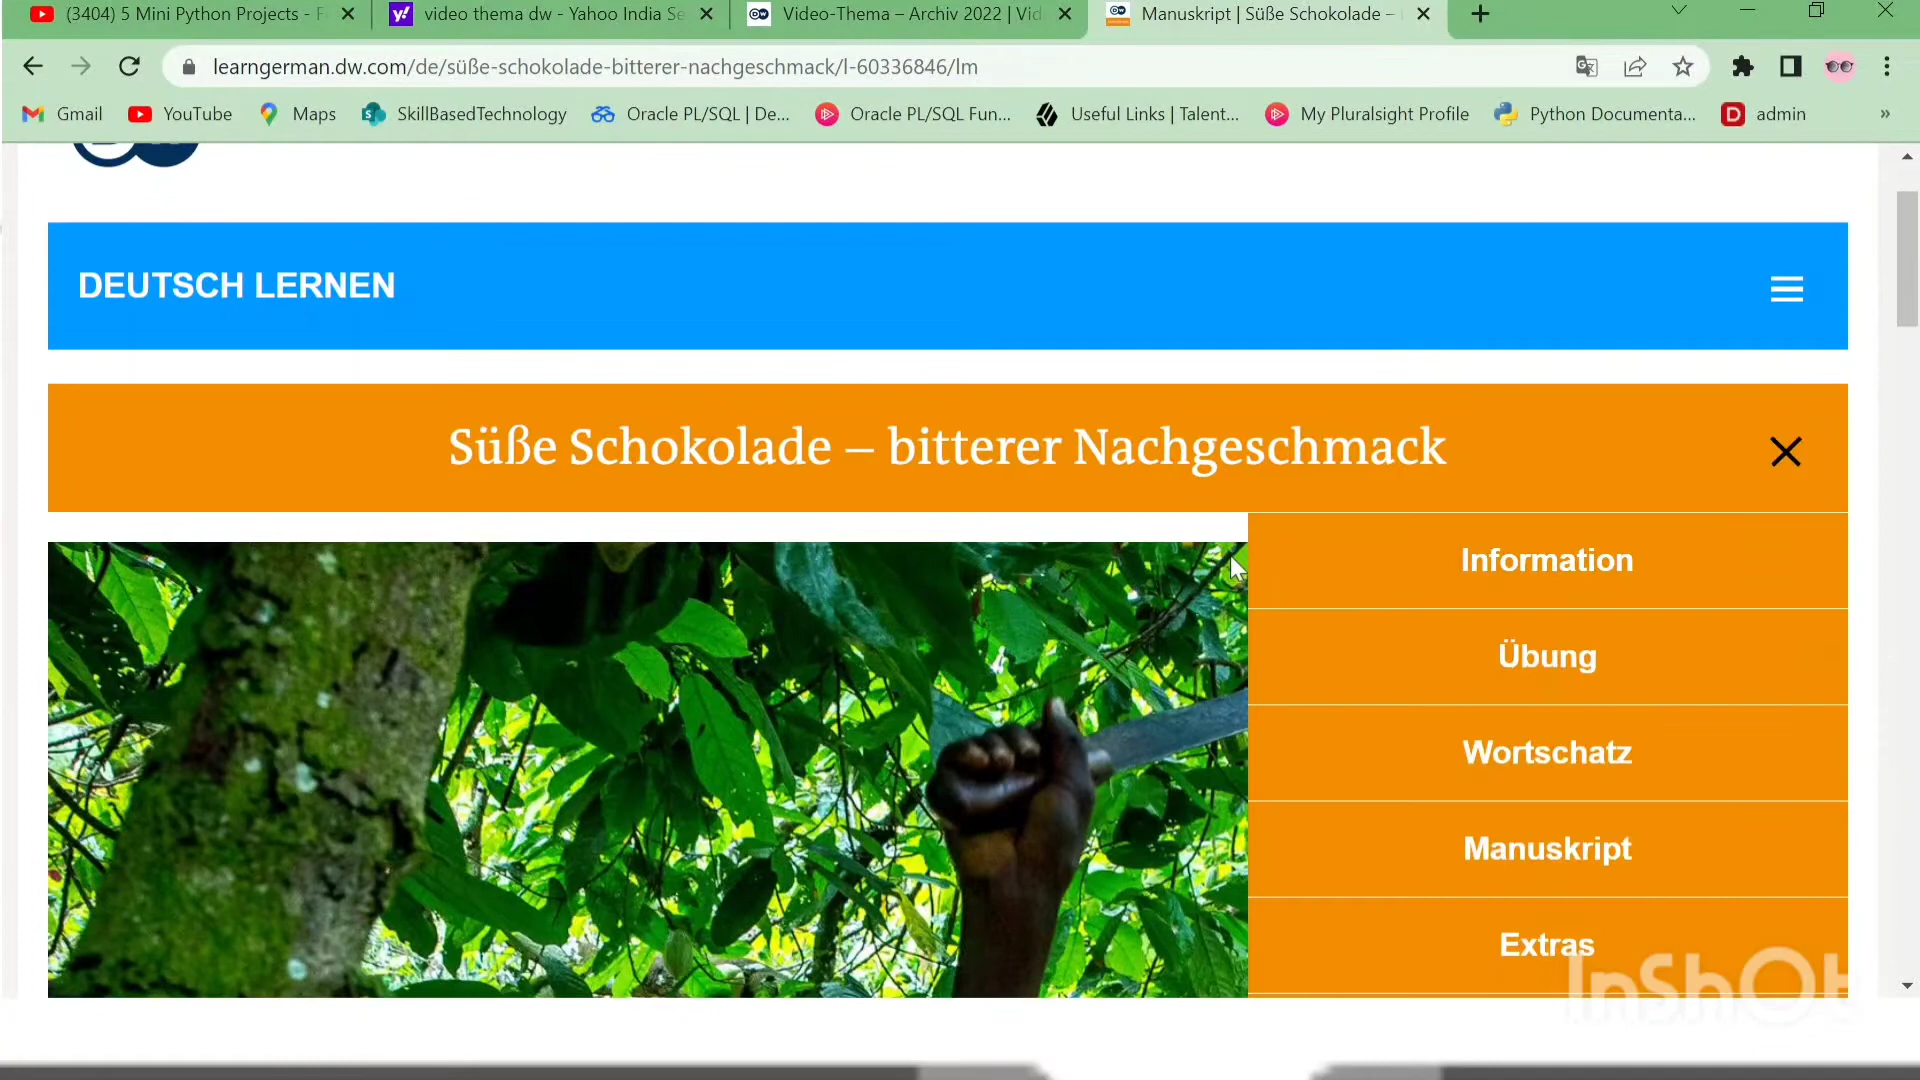 (3404) 5 Mini Python Projects - F
video thema dw - Yahoo India Se
Video-Thema – Archiv 2022 | Vid
Manuskript | Süße Schokolade –
learngerman.dw.com/de/süße-schokolade-bitterer-nachgeschmack/l-60336846/lm
Gmail
YouTube
Maps
SkillBasedTechnology
Oracle PL/SQL | De...
Oracle PL/SQL Fun...
Useful Links | Talent...
My Pluralsight Profile
Python Documenta...
admin
DEUTSCH LERNEN
Süße Schokolade – bitterer Nachgeschmack
Information
Übung
Wortschatz
Manuskript
Extras
InShOt